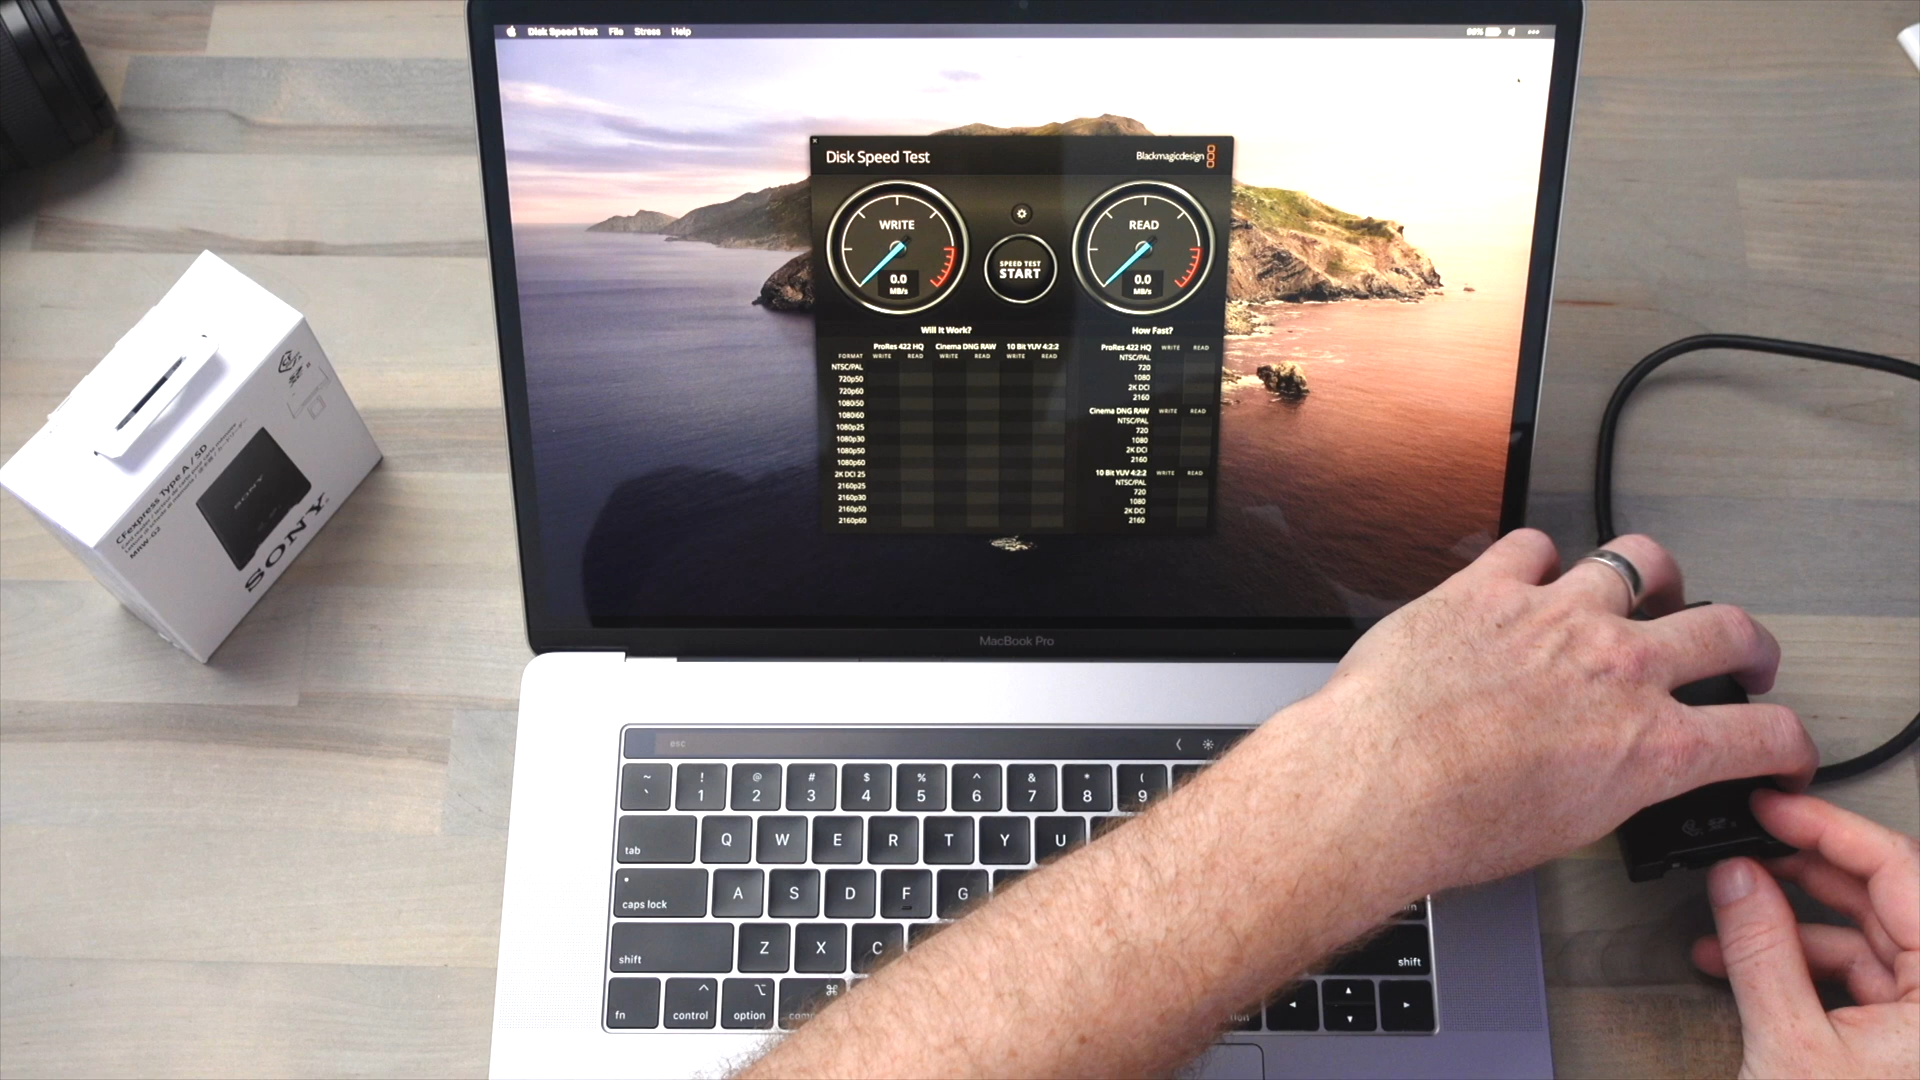 Disk Speed Test File Stress Help
Disk Speed Test
Blackmagicdesign
WRITE
0.0
MB/s
SPEED TEST
START
READ
0.0
MB/s
Will It Work?
ProRes 422 HQ Cinema DNG RAW 10 Bit YUV 4:2:2
FORMAT WRITE READ WRITE READ WRITE READ
NTSC/PAL
720p50
720p60
1080i50
1080i60
1080p25
1080p30
1080p50
1080p60
2K DCI 25
2160p25
2160p30
2160p50
2160p60
How Fast?
ProRes 422 HQ WRITE READ
NTSC/PAL
720
1080
2K DCI
2160
Cinema DNG RAW WRITE READ
NTSC/PAL
720
1080
2K DCI
2160
10 Bit YUV 4:2:2 WRITE READ
NTSC/PAL
720
1080
2K DCI
2160
MacBook Pro
CFexpress Type A / SD
MRW-G2
SONY
SONY
esc
~ ! @ # $ % ^ & * (
` 1 2 3 4 5 6 7 8 9
tab Q W E R T Y U
caps lock A S D F G
shift Z X C
shift
fn control option